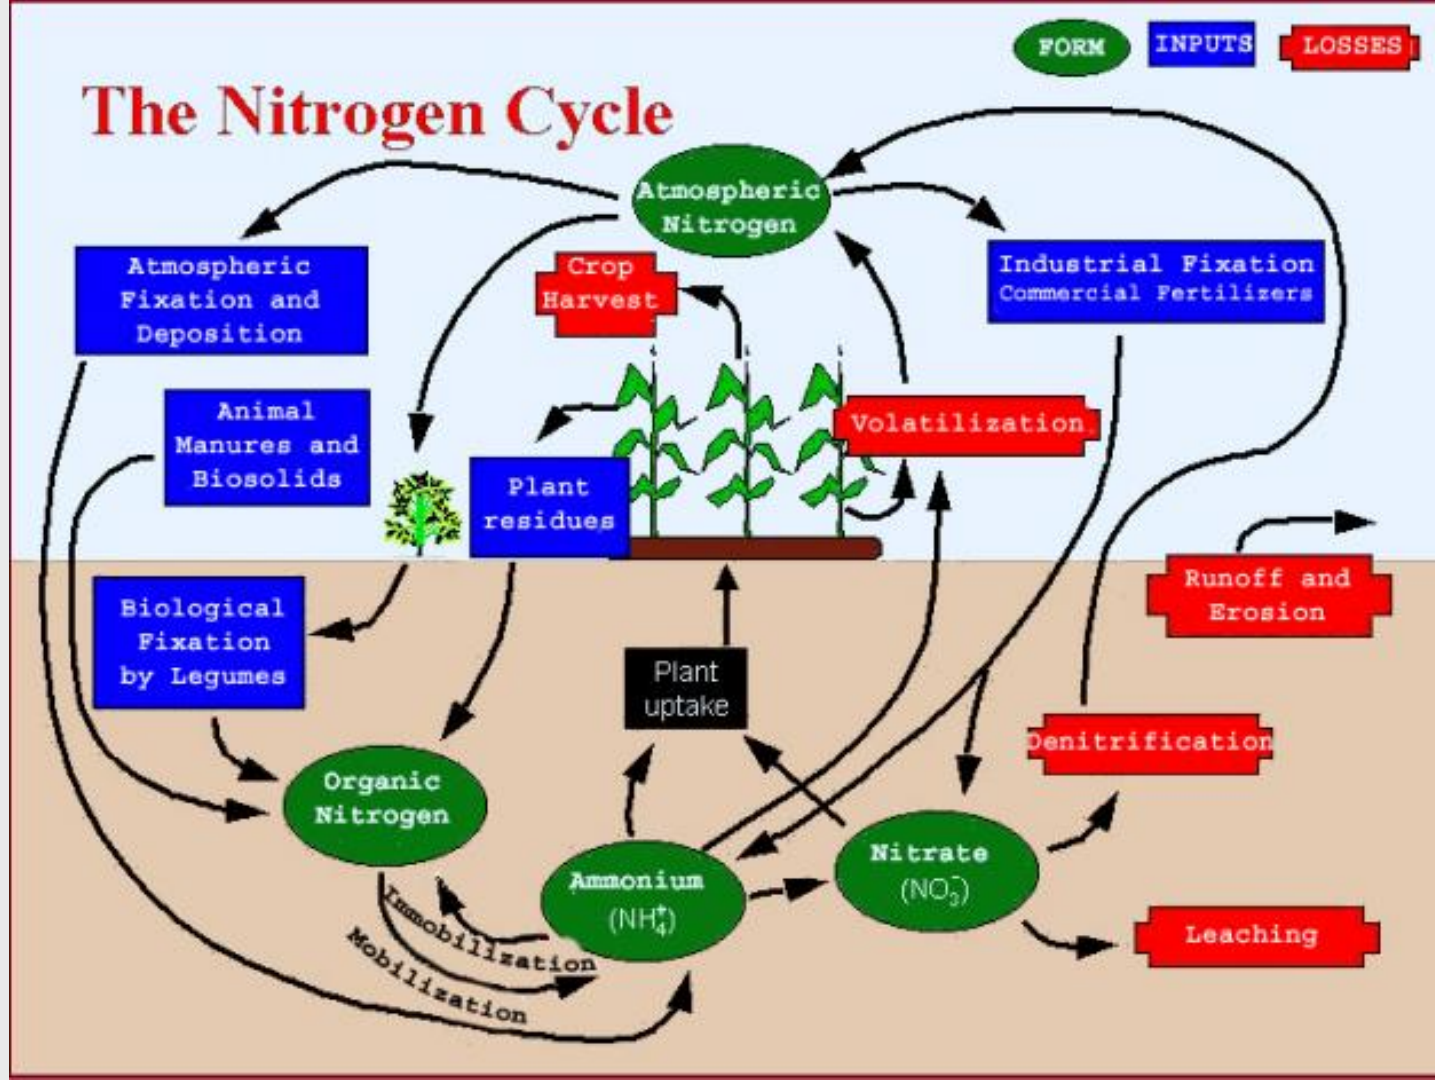 FORM
INPUTS
LOSSES
The Nitrogen Cycle
Atmospheric
Nitrogen
Atmospheric
Fixation and
Deposition
Crop
Harvest
Industrial Fixation
Commercial Fertilizers
Animal
Manures and
Biosolids
Volatilization
Plant
residues
Runoff and
Erosion
Biological
Fixation
by Legumes
Plant
uptake
Denitrification
Organic
Nitrogen
Ammonium
(NH₄⁺)
Nitrate
(NO₃⁻)
Immobilization
Mobilization
Leaching